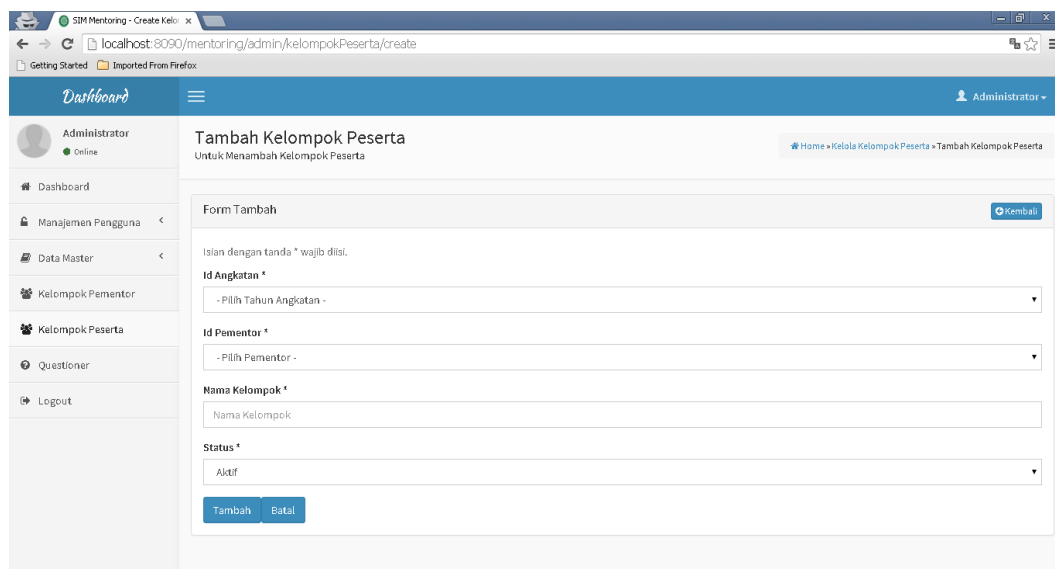 SIM Mentoring - Create Kelo
localhost:8090/mentoring/admin/kelompokPeserta/create
Getting Started Imported From Firefox
Dashboard
Administrator
Administrator
Online
Tambah Kelompok Peserta
Untuk Menambah Kelompok Peserta
Home » Kelola Kelompok Peserta » Tambah Kelompok Peserta
Dashboard
Manajemen Pengguna
Data Master
Kelompok Pementor
Kelompok Peserta
Questioner
Logout
Form Tambah
Kembali
Isian dengan tanda * wajib diisi.
Id Angkatan *
- Pilih Tahun Angkatan -
Id Pementor *
- Pilih Pementor -
Nama Kelompok *
Nama Kelompok
Status *
Aktif
Tambah Batal